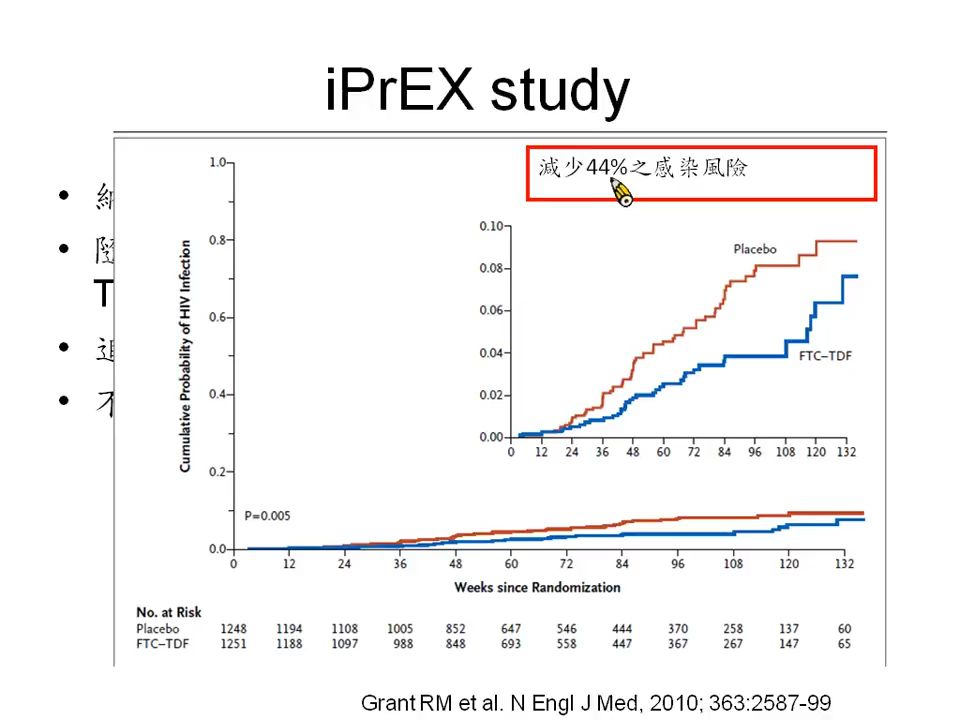 iPrEX study
減少44%之感染風險
Cumulative Probability of HIV Infection
1.0
0.8
0.6
0.4
0.2
0.0
0 12 24 36 48 60 72 84 96 108 120 132
P=0.005
0.10
0.08
0.06
0.04
0.02
0.00
0 12 24 36 48 60 72 84 96 108 120 132
Placebo
FTC–TDF
Weeks since Randomization
No. at Risk
Placebo 1248 1194 1108 1005 852 647 546 444 370 258 137 60
FTC–TDF 1251 1188 1097 988 848 693 558 447 367 267 147 65
Grant RM et al. N Engl J Med, 2010; 363:2587-99